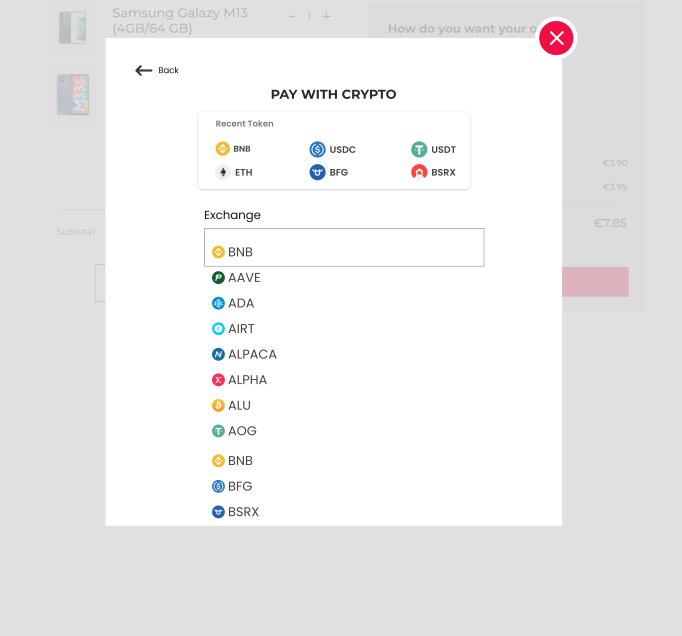 Samsung Galazy M13
(4GB/64 GB)
− 1 +
How do you want your o
Back
PAY WITH CRYPTO
Recent Token
BNB USDC USDT
ETH BFG BSRX
€3.90
€3.95
€7.85
Subtotal
Exchange
BNB
AAVE
ADA
AIRT
ALPACA
ALPHA
ALU
AOG
BNB
BFG
BSRX